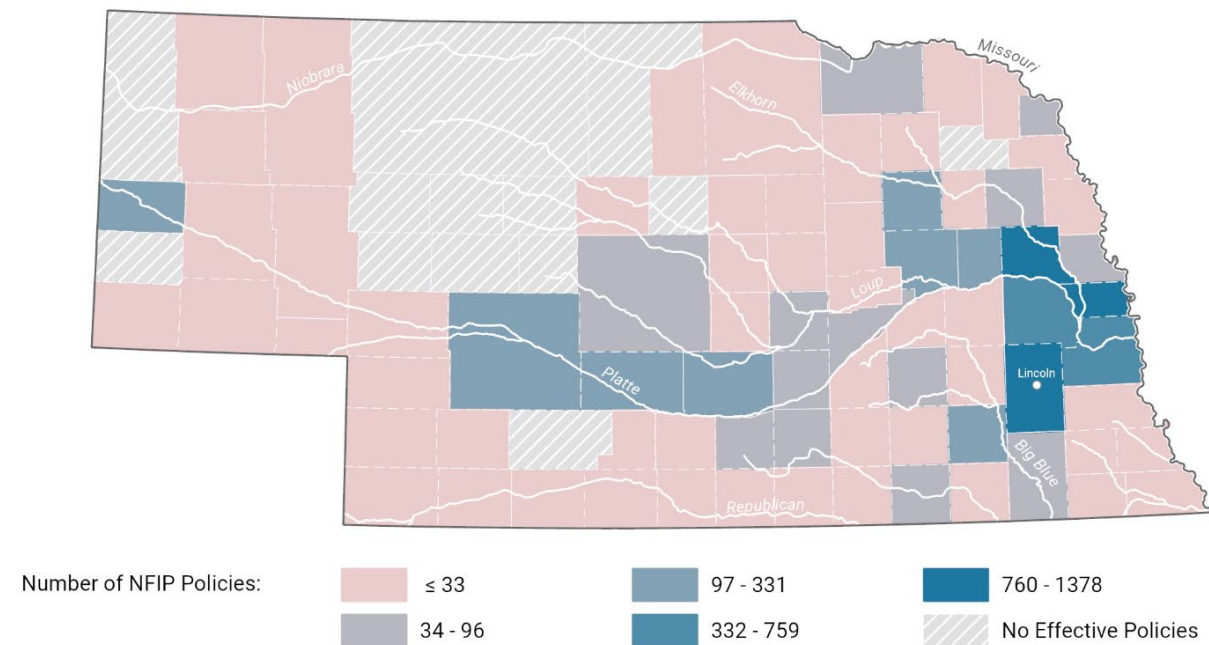 Missouri
Niobrara
Elkhorn
Loup
Platte
Lincoln
Big Blue
Republican
Number of NFIP Policies:
≤ 33
97 - 331
760 - 1378
34 - 96
332 - 759
No Effective Policies